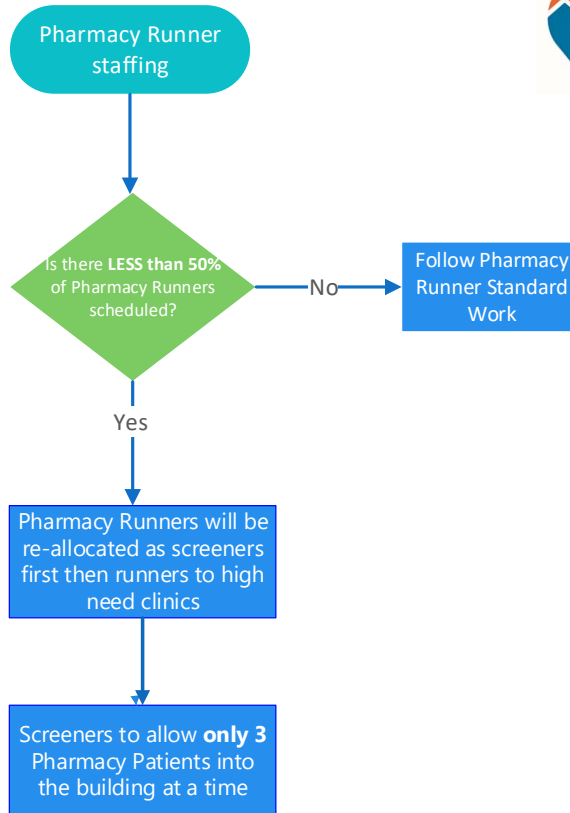 Pharmacy Runner
staffing
Is there LESS than 50%
of Pharmacy Runners
scheduled?
No
Follow Pharmacy
Runner Standard
Work
Yes
Pharmacy Runners will be
re-allocated as screeners
first then runners to high
need clinics
Screeners to allow only 3
Pharmacy Patients into
the building at a time